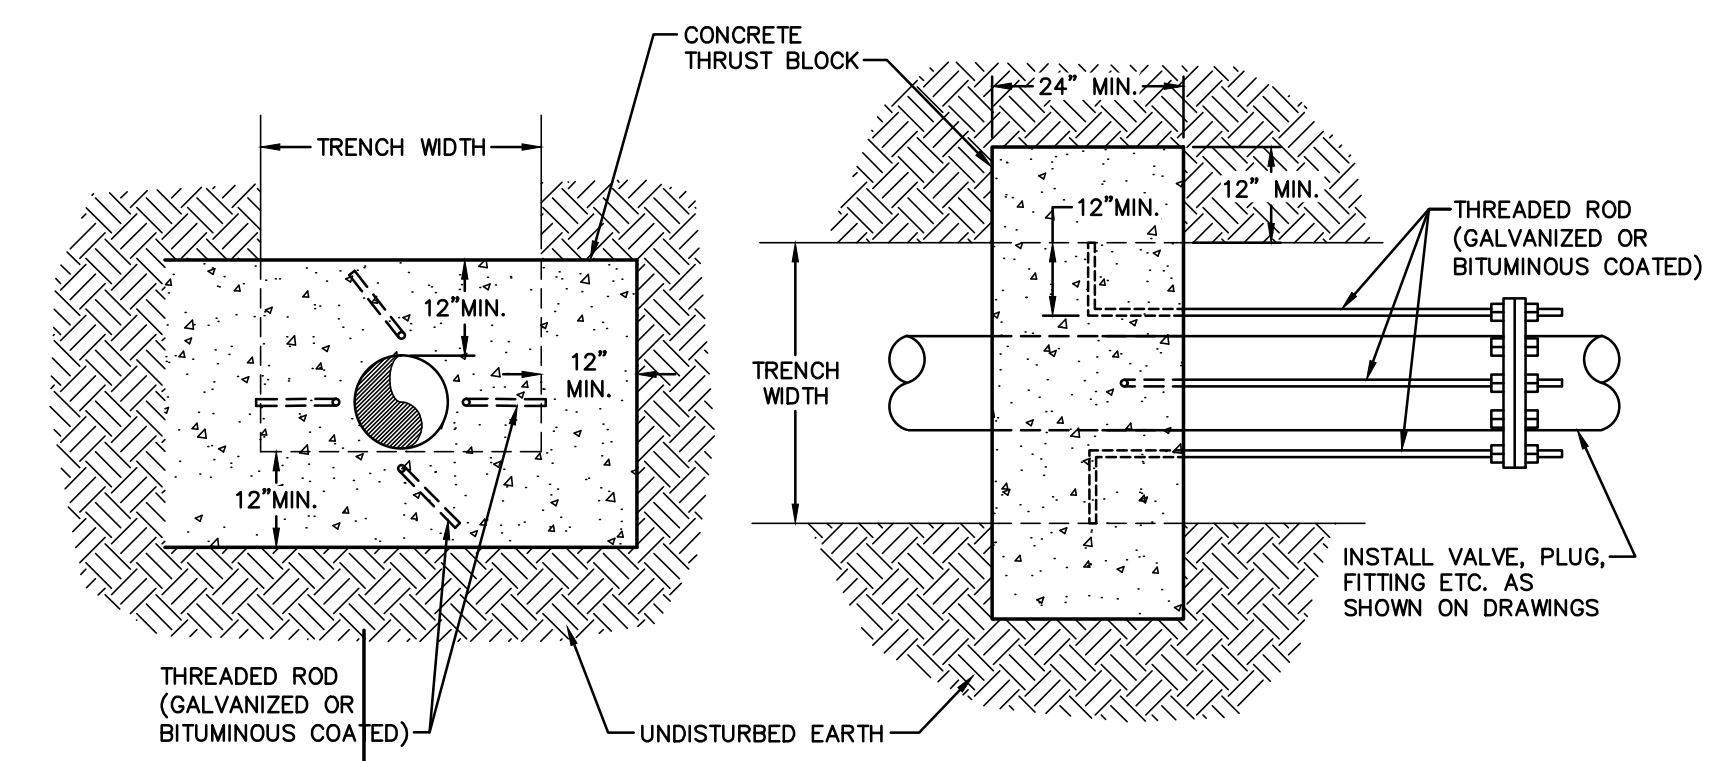 CONCRETE
THRUST BLOCK
TRENCH WIDTH
12"MIN.
12"
MIN.
12"MIN.
THREADED ROD
(GALVANIZED OR
BITUMINOUS COATED)
UNDISTURBED EARTH
24" MIN.
12" MIN.
12"MIN.
THREADED ROD
(GALVANIZED OR
BITUMINOUS COATED)
TRENCH
WIDTH
INSTALL VALVE, PLUG,
FITTING ETC. AS
SHOWN ON DRAWINGS